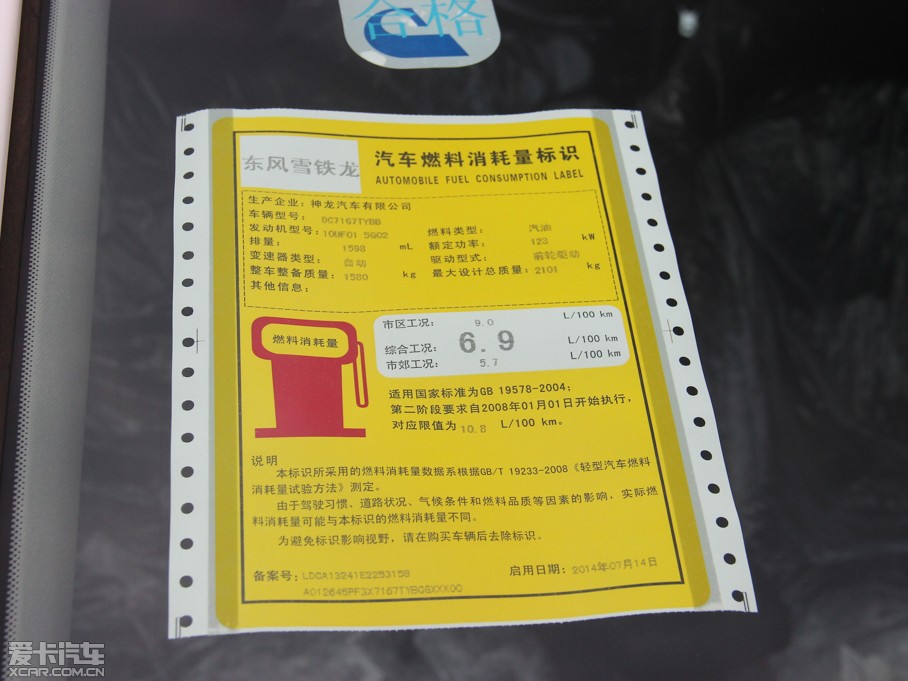 合格
东风雪铁龙
汽车燃料消耗量标识
AUTOMOBILE FUEL CONSUMPTION LABEL
生产企业：神龙汽车有限公司
车辆型号： DC7167TYBB
发动机型号：10UF01 5G02 燃料类型： 汽油
排量： 1598 mL 额定功率： 123 kW
变速器类型： 自动 驱动型式： 前轮驱动
整车整备质量： 1580 kg 最大设计总质量： 2101 kg
其他信息：
燃料消耗量
市区工况： 9.0 L/100 km
综合工况： 6.9 L/100 km
市郊工况： 5.7 L/100 km
适用国家标准为GB 19578-2004；
第二阶段要求自2008年01月01日开始执行，
对应限值为 10.8 L/100 km。
说明
本标识所采用的燃料消耗量数据系根据GB/T 19233-2008《轻型汽车燃料
消耗量试验方法》测定。
由于驾驶习惯、道路状况、气候条件和燃料品质等因素的影响，实际燃
料消耗量可能与本标识的燃料消耗量不同。
为避免标识影响视野，请在购买车辆后去除标识。
备案号：LDCA13241E2253158 启用日期：2014年07月14日
爱卡汽车
XCAR.COM.CN